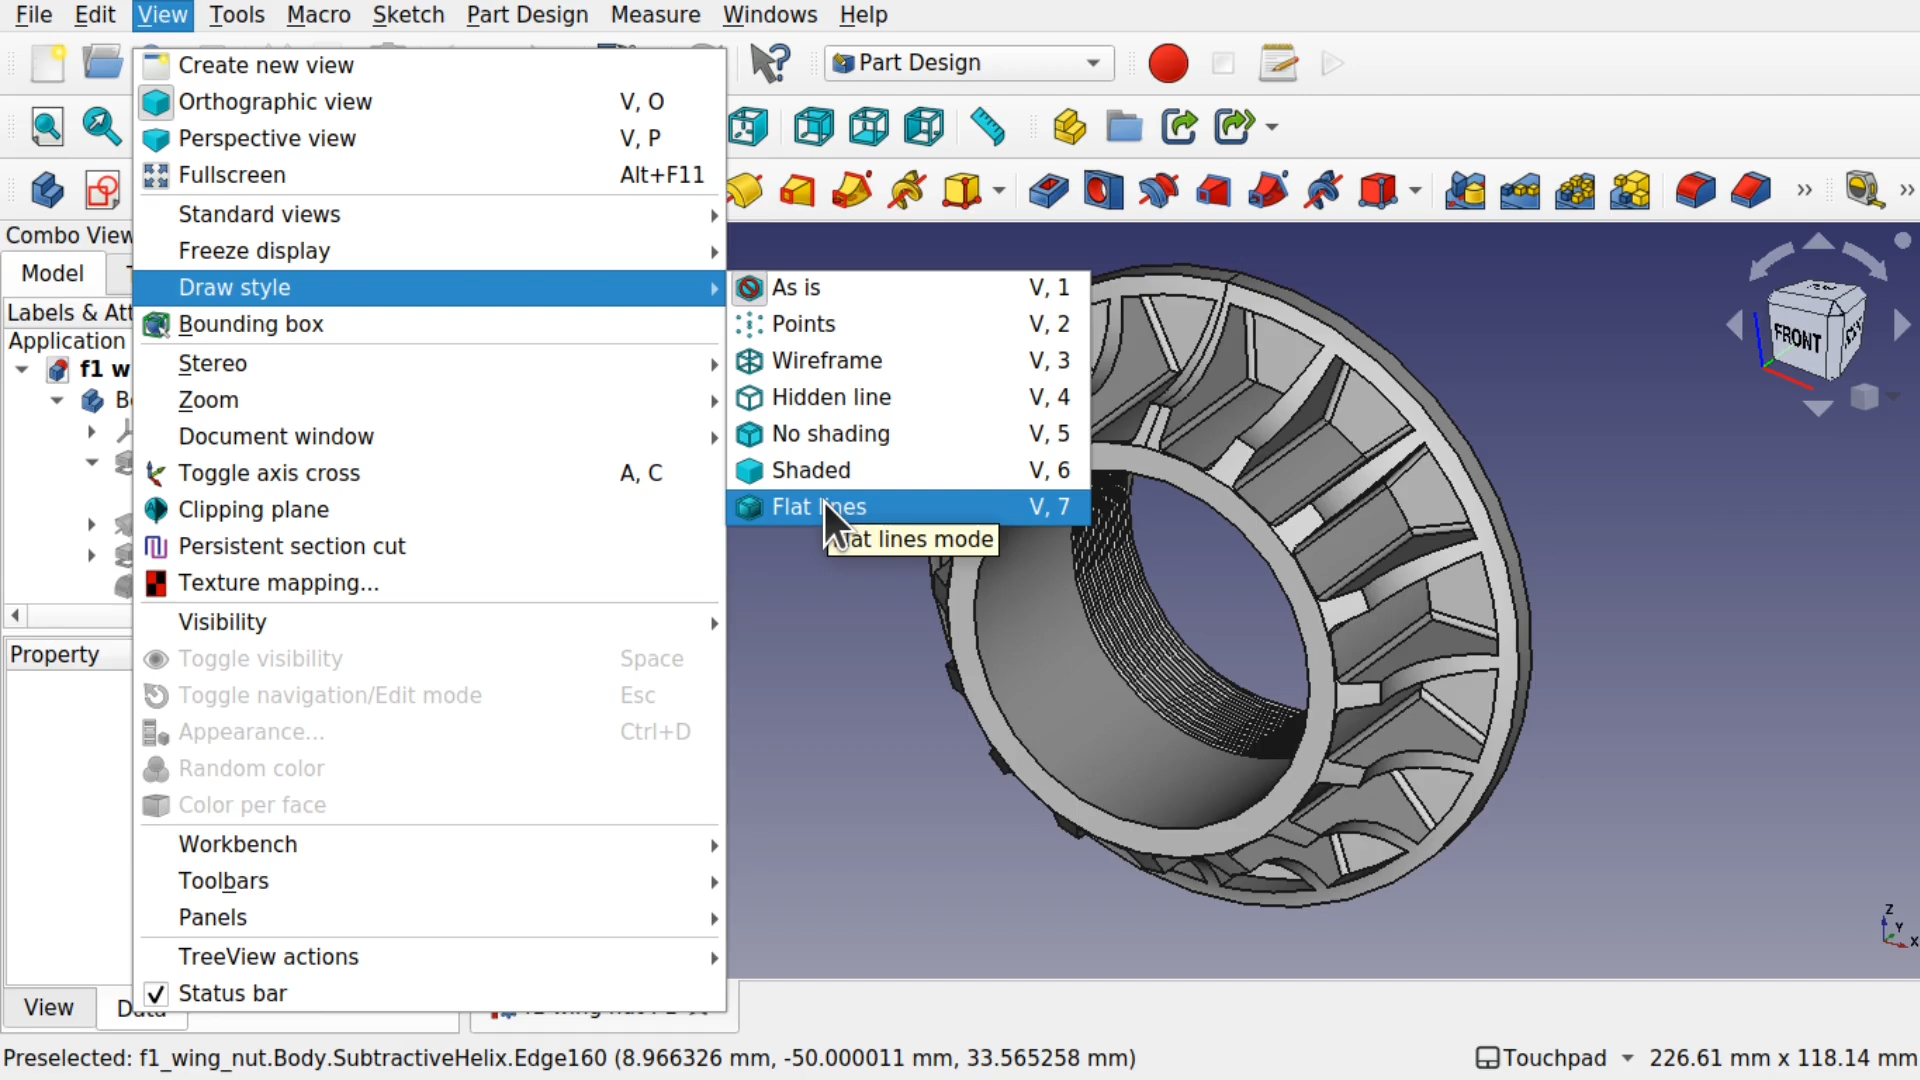 File Edit View Tools Macro Sketch Part Design Measure Windows Help
Part Design
Create new view
Orthographic view V, O
Perspective view V, P
Fullscreen Alt+F11
Standard views
Freeze display
Draw style
Bounding box
Stereo
Zoom
Document window
Toggle axis cross A, C
Clipping plane
Persistent section cut
Texture mapping...
Visibility
Toggle visibility Space
Toggle navigation/Edit mode Esc
Appearance... Ctrl+D
Random color
Color per face
Workbench
Toolbars
Panels
TreeView actions
Status bar
As is V, 1
Points V, 2
Wireframe V, 3
Hidden line V, 4
No shading V, 5
Shaded V, 6
Flat lines V, 7
lines mode
Combo View
Model
Labels & Att
Application
f1 w
Property
View Data
FRONT
Z
Y
X
Preselected: f1_wing_nut.Body.SubtractiveHelix.Edge160 (8.966326 mm, -50.000011 mm, 33.565258 mm)
Touchpad 226.61 mm x 118.14 mm